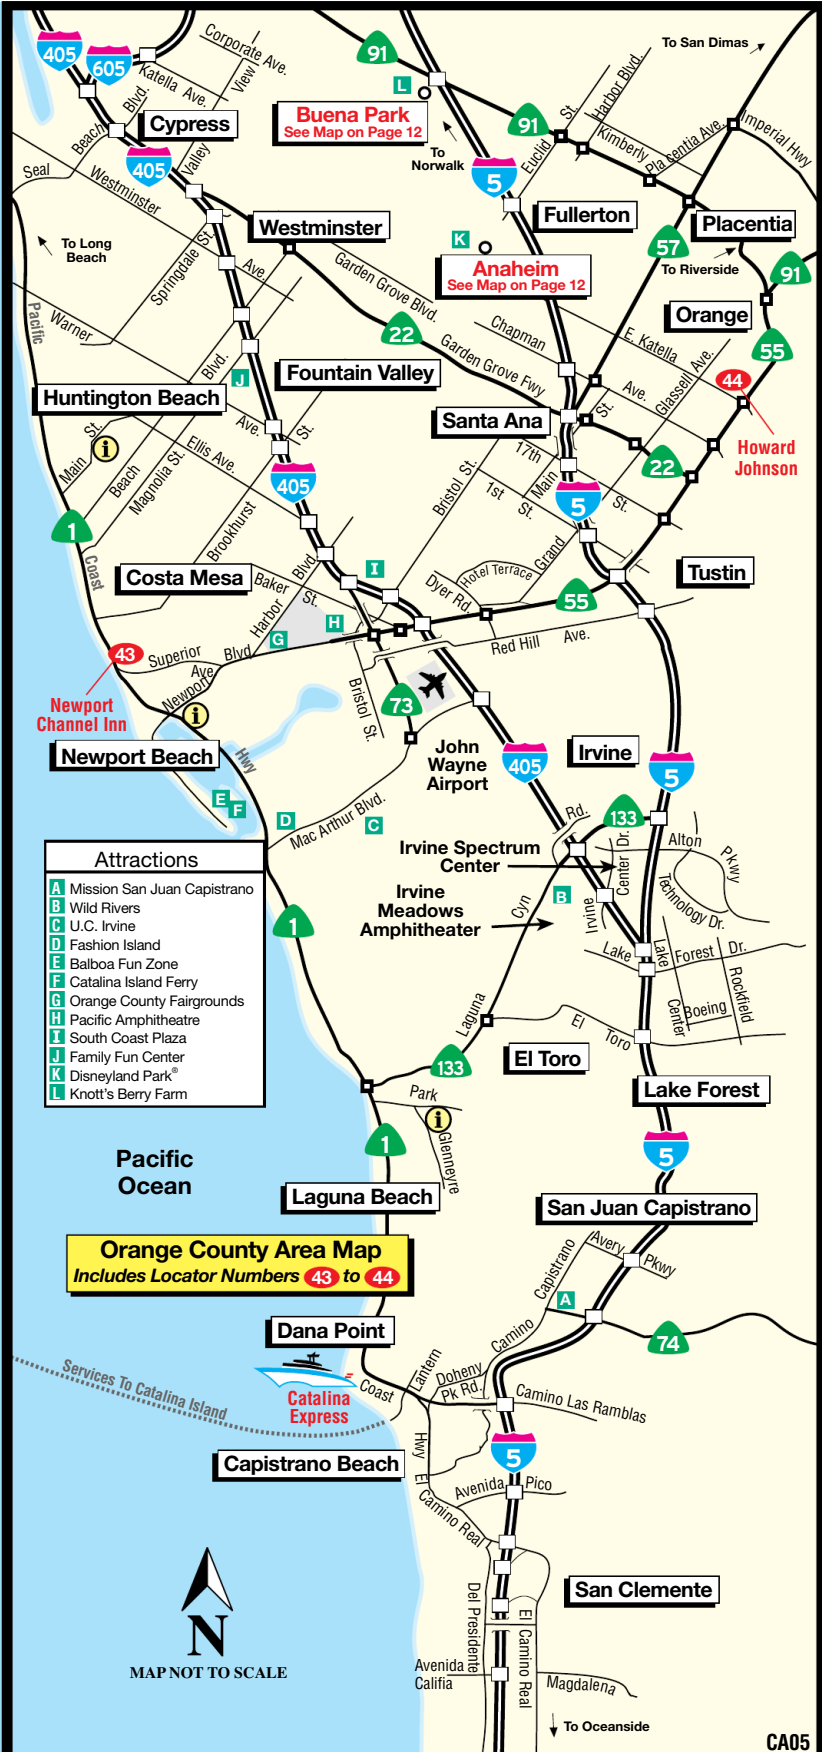 405
605
Corporate Ave.
Katella Ave.
View
Valley
91
To San Dimas
L
Buena Park
See Map on Page 12
To
Norwalk
Beach Blvd.
Cypress
405
91
Euclid St.
Harbor Blvd.
Kimberly
Placentia Ave.
Imperial Hwy
Seal
Westminster
Ave.
5
Fullerton
Placentia
Westminster
To Long
Beach
Springdale St.
K
Anaheim
See Map on Page 12
57
To Riverside
91
Garden Grove Blvd.
Pacific
Warner
Ave.
22
Garden Grove Fwy
Chapman
Ave.
E. Katella
Orange
55
Glassell Ave.
St.
44
Howard
Johnson
Blvd.
J
Fountain Valley
Huntington Beach
Santa Ana
St.
Main St.
i
Ellis Ave.
Beach
Magnolia St.
405
Bristol St.
17th
St.
1st
St.
Main
22
5
1
Coast
Brookhurst
Costa Mesa
Baker
St.
Harbor
Blvd.
I
Hotel Terrace
Dyer Rd.
Grand
Tustin
55
H
G
43
Superior
Ave.
Newport
Blvd.
Red Hill Ave.
Newport
Channel Inn
i
Bristol St.
73
Newport Beach
Hwy
John
Wayne
Airport
405
Irvine
5
E
F
D
Mac Arthur Blvd.
C
Rd.
133
Irvine Spectrum
Center
Irvine
Center Dr.
Alton
Pkwy
Technology Dr.
Irvine
Meadows
Amphitheater
Cyn
B
Attractions
A Mission San Juan Capistrano
B Wild Rivers
C U.C. Irvine
D Fashion Island
E Balboa Fun Zone
F Catalina Island Ferry
G Orange County Fairgrounds
H Pacific Amphitheatre
I South Coast Plaza
J Family Fun Center
K Disneyland Park®
L Knott's Berry Farm
1
Lake
Forest Dr.
Lake
Center
Boeing
Rockfield
Laguna
El Toro
133
El Toro
Lake Forest
Park
i
Glenneyre
1
5
Pacific
Ocean
Laguna Beach
San Juan Capistrano
Orange County Area Map
Includes Locator Numbers 43 to 44
Avery
Pkwy
Capistrano
Camino
A
74
Dana Point
Services To Catalina Island
Catalina
Express
Coast
Lantern
Doheny
Pk Rd.
Camino Las Ramblas
Hwy
Capistrano Beach
5
Avenida Pico
El
Camino Real
San Clemente
N
MAP NOT TO SCALE
Del Presidente
El Camino Real
Avenida
Califia
Magdalena
To Oceanside
CA05